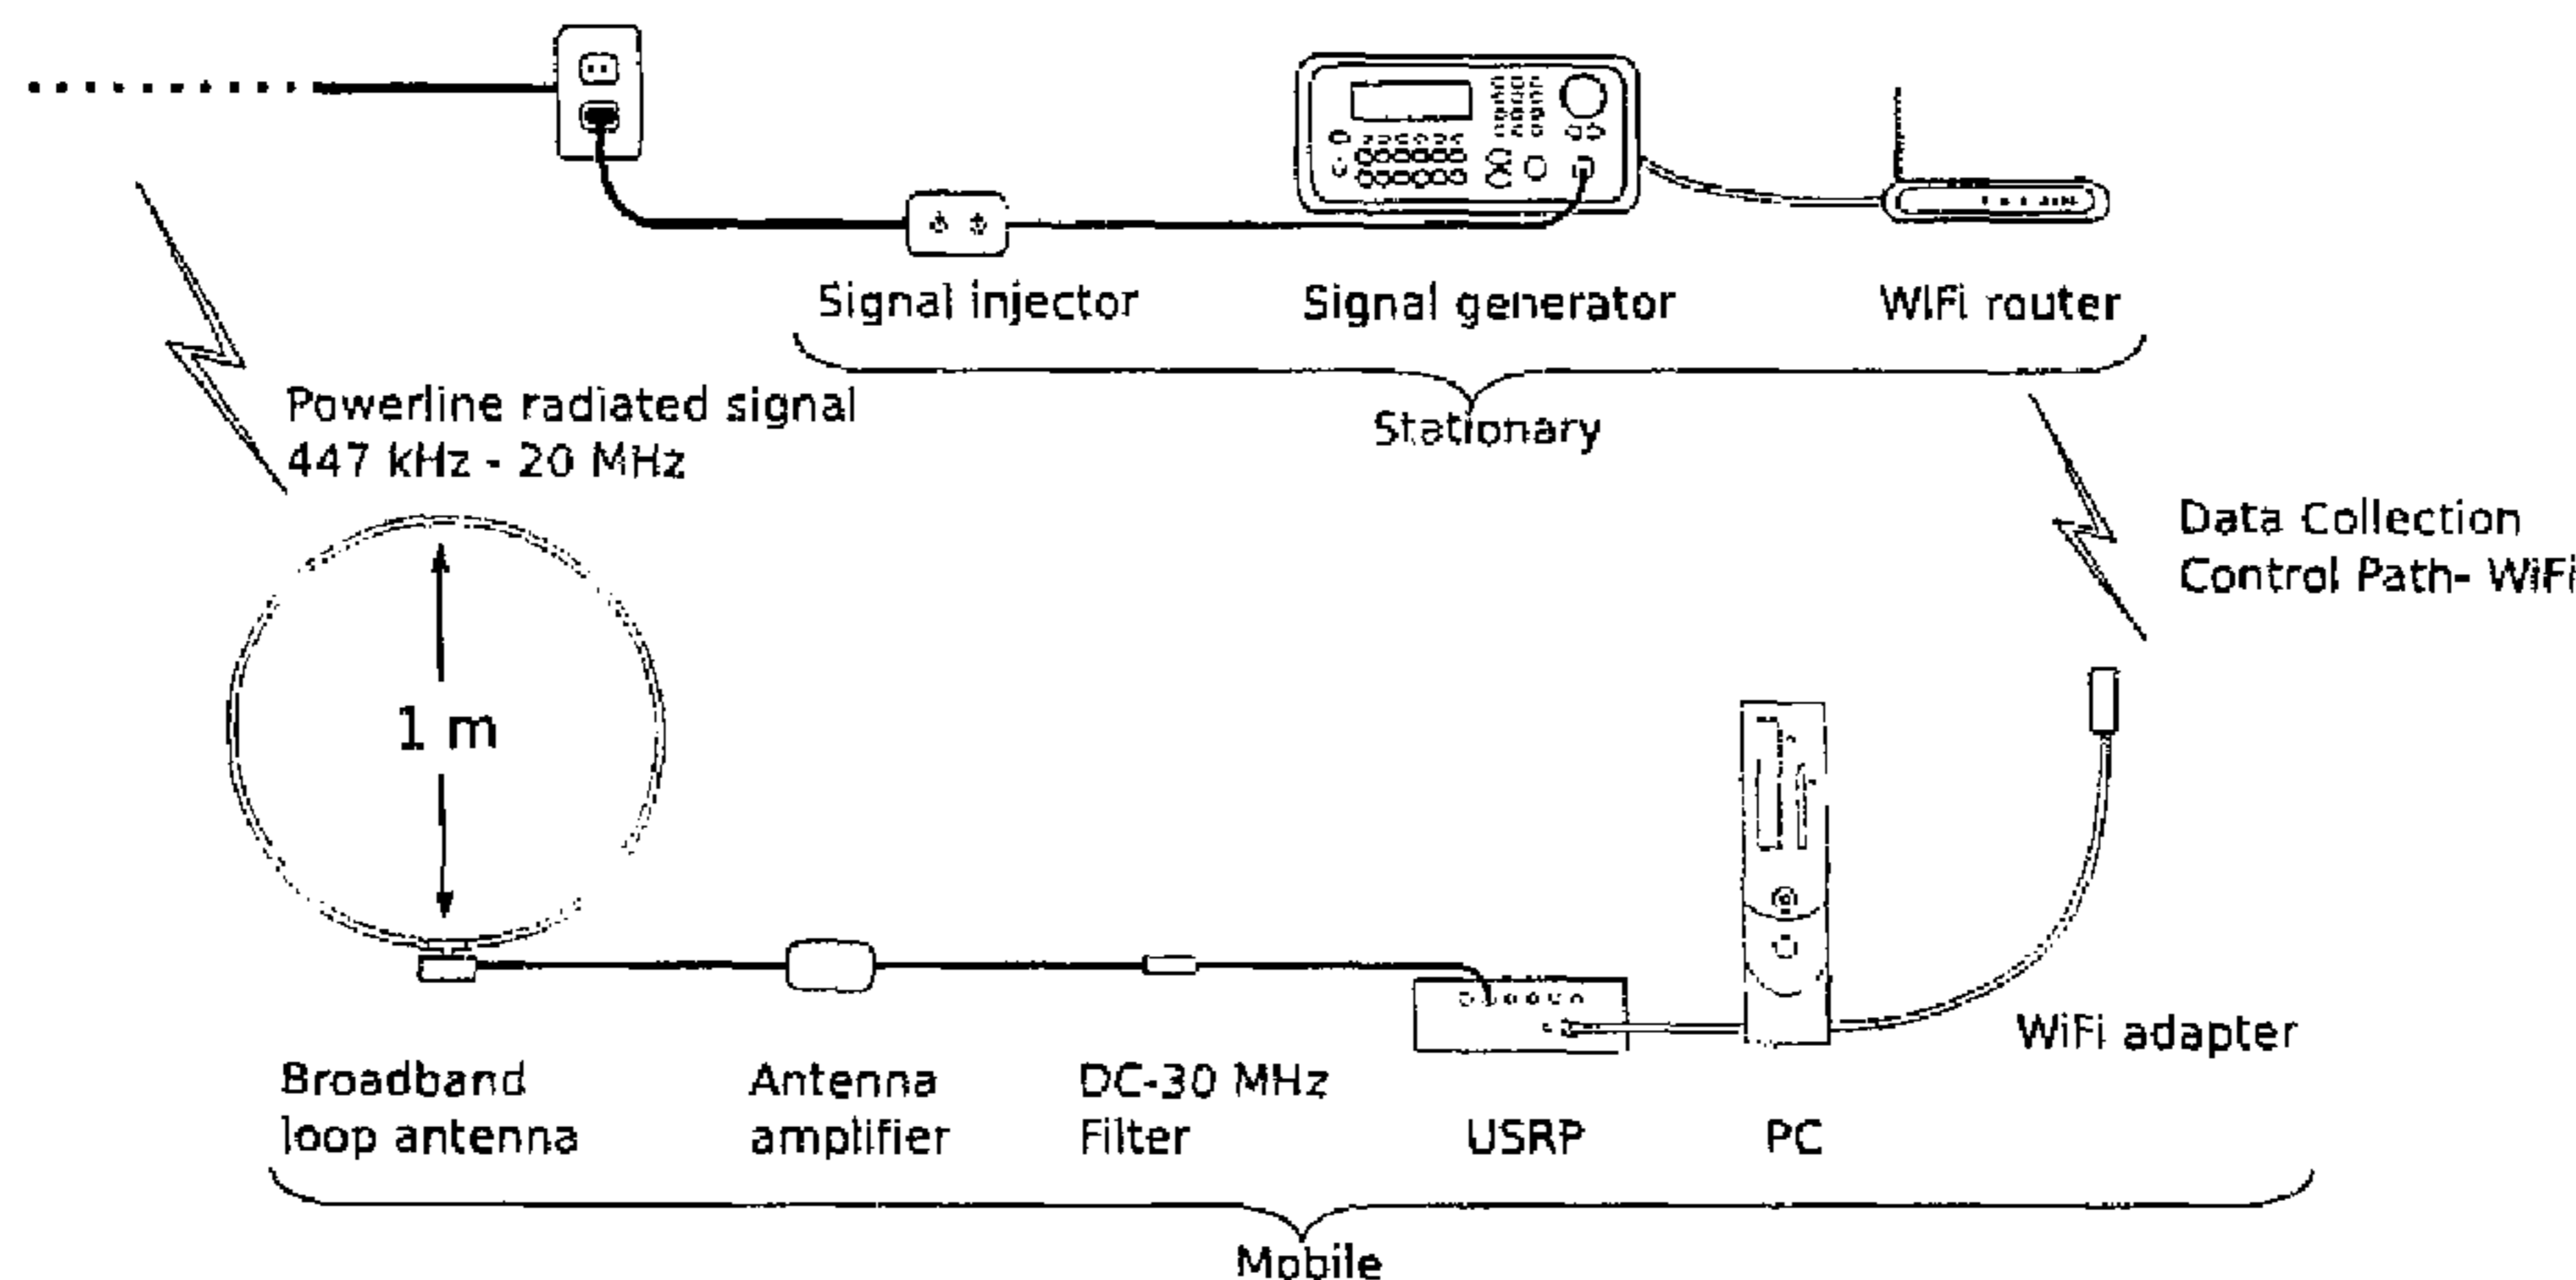 Signal injector
Signal generator
WiFi router
Stationary
Powerline radiated signal
447 kHz - 20 MHz
Data Collection
Control Path- WiFi
1 m
WiFi adapter
Broadband
loop antenna
Antenna
amplifier
DC-30 MHz
Filter
USRP
PC
Mobile